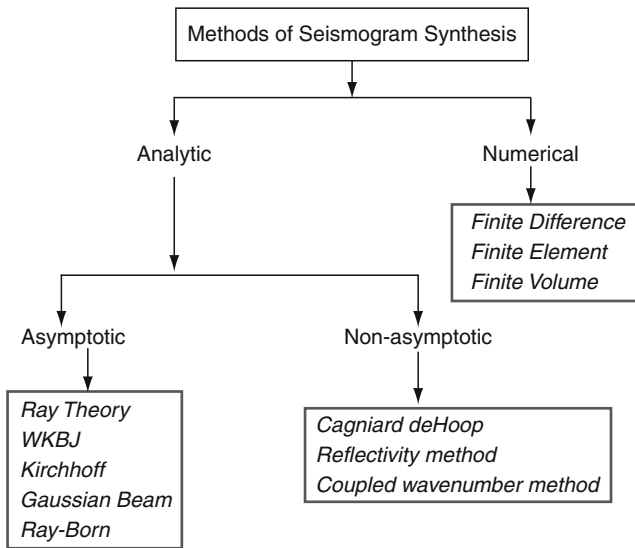 Methods of Seismogram Synthesis
Analytic
Numerical
Finite Difference
Finite Element
Finite Volume
Asymptotic
Non-asymptotic
Ray Theory
WKBJ
Kirchhoff
Gaussian Beam
Ray-Born
Cagniard deHoop
Reflectivity method
Coupled wavenumber method